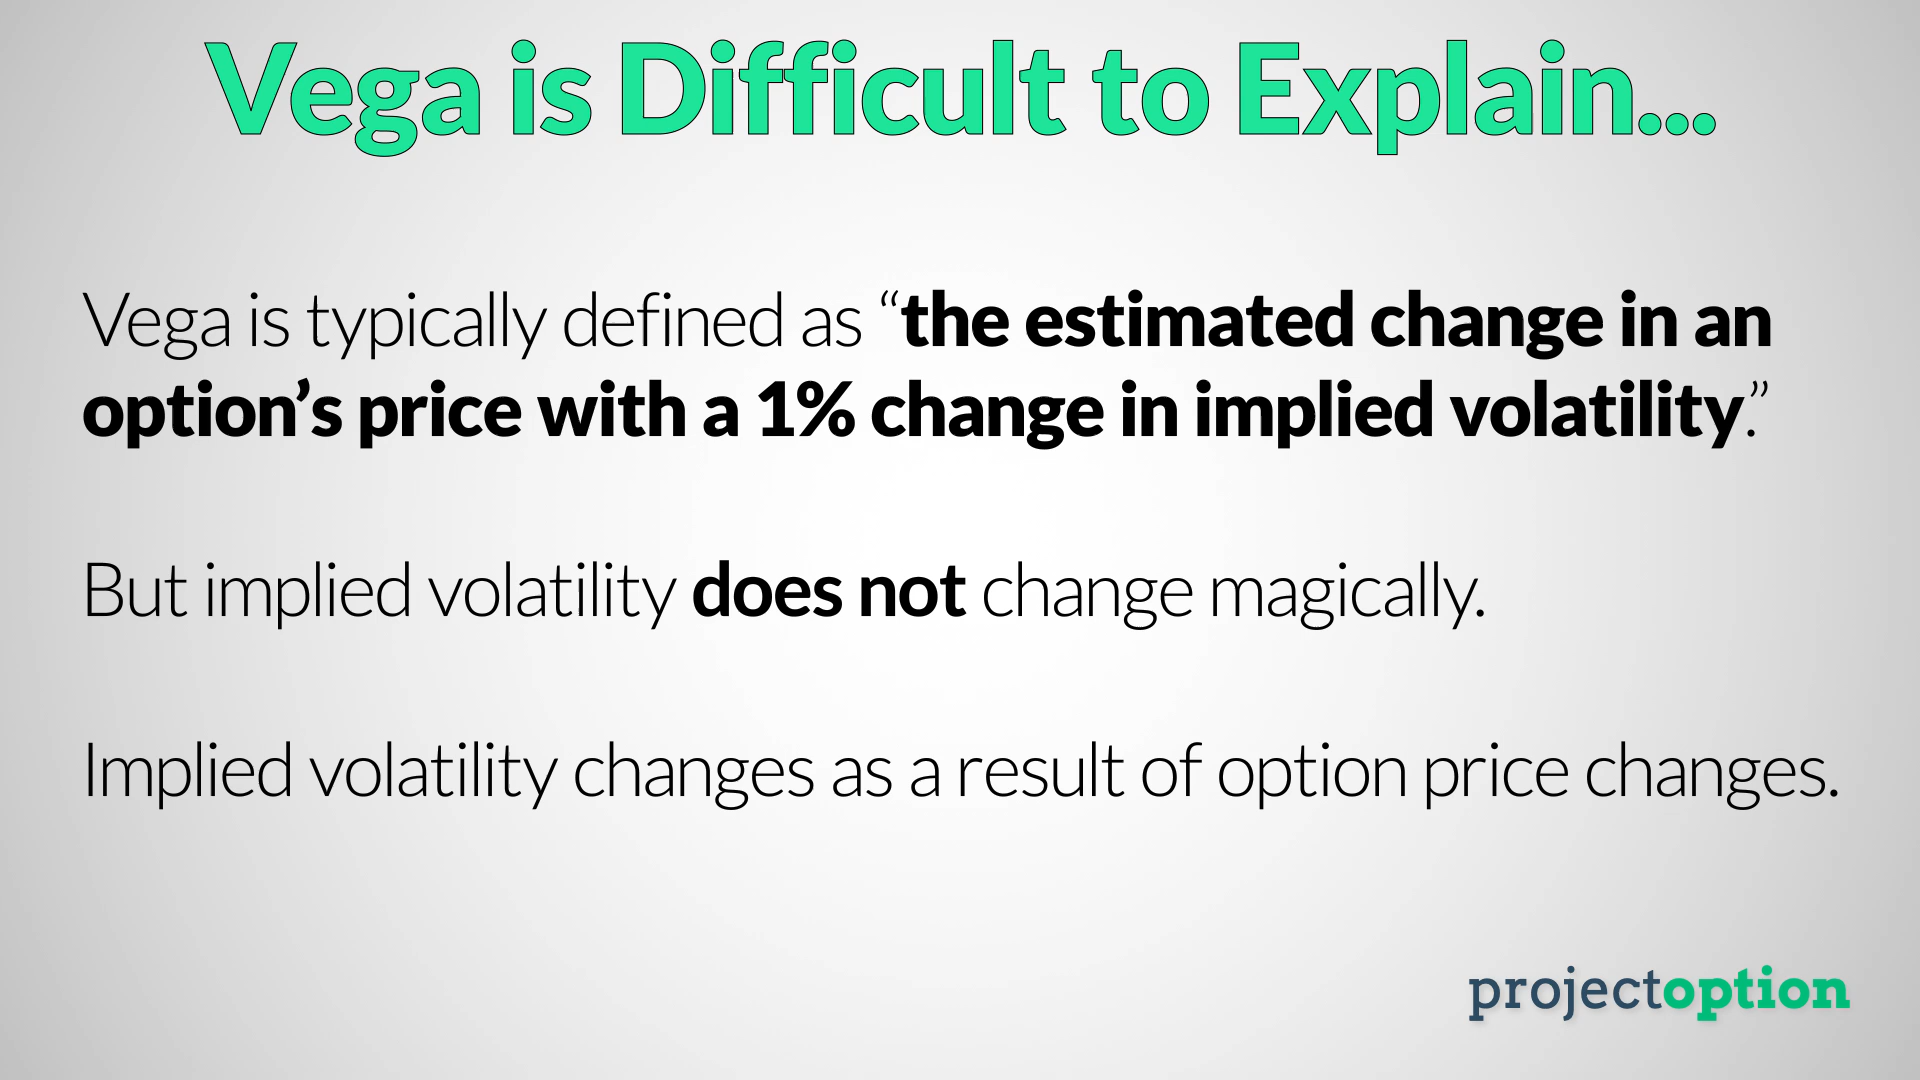 Vega is Difficult to Explain...
Vega is typically defined as “the estimated change in an
option’s price with a 1% change in implied volatility.”
But implied volatility does not change magically.
Implied volatility changes as a result of option price changes.
projectoption